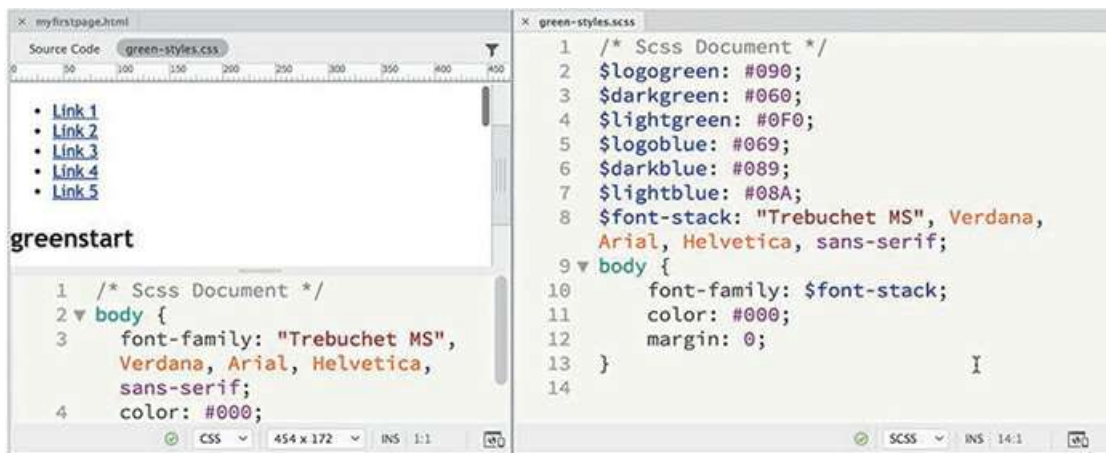 myfirstpage.html
Source Code green-styles.css
0 50 100 150 200 250 300 350 400 450
• Link 1
• Link 2
• Link 3
• Link 4
• Link 5
greenstart
1 /* Scss Document */
2 body {
3 font-family: "Trebuchet MS",
Verdana, Arial, Helvetica,
sans-serif;
4 color: #000;
CSS 454 x 172 INS 1:1
green-styles.scss
1 /* Scss Document */
2 $logogreen: #090;
3 $darkgreen: #060;
4 $lightgreen: #0F0;
5 $logoblue: #069;
6 $darkblue: #089;
7 $lightblue: #08A;
8 $font-stack: "Trebuchet MS", Verdana,
Arial, Helvetica, sans-serif;
9 body {
10 font-family: $font-stack;
11 color: #000;
12 margin: 0;
13 }
14
SCSS INS 14:1